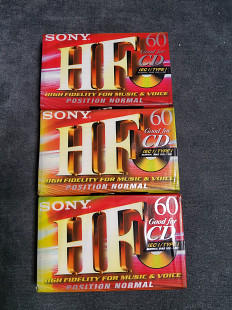 SONY
HF 60
Good for
CD
IEC I / TYPE I
HIGH FIDELITY FOR MUSIC & VOICE
POSITION NORMAL
SONY
HF 60
Good for
CD
IEC I / TYPE I
HIGH FIDELITY FOR MUSIC & VOICE
POSITION NORMAL
SONY
HF 60
Good for
CD
IEC I / TYPE I
HIGH FIDELITY FOR MUSIC & VOICE
POSITION NORMAL